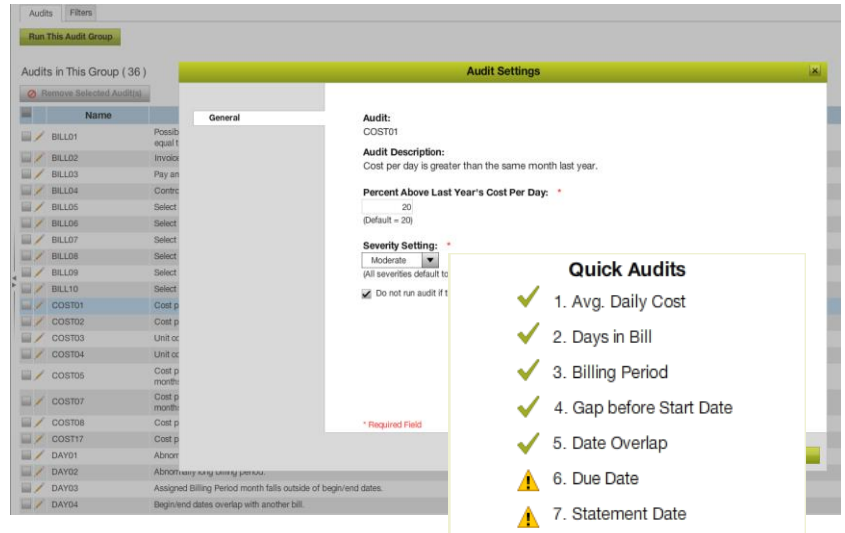 Audits Filters
Run This Audit Group
Audits in This Group ( 36 )
Remove Selected Audit(s)
Name
BILL01
equal t
BILL02
BILL03 Pay an
BILL04
BILL05 Select
BILL06 Select
BILL07 Select
BILL08 Select
BILL09 Select
BILL10 Select
COST01 Cost p
COST02 Cost p
COST03 Unit co
COST04 Unit co
COST05 Cost p
month
COST07 Cost p
month
COST08 Cost p
COST17 Cost p
DAY01 Abnorm
DAY02 Abnormally long billing period.
DAY03 Assigned Billing Period month falls outside of begin/end dates.
DAY04 Begin/end dates overlap with another bill.
Audit Settings
General
Audit:
COST01
Audit Description:
Cost per day is greater than the same month last year.
Percent Above Last Year's Cost Per Day: *
20
(Default = 20)
Severity Setting: *
Moderate
(All severities default to
Do not run audit if t
* Required Field
Quick Audits
1. Avg. Daily Cost
2. Days in Bill
3. Billing Period
4. Gap before Start Date
5. Date Overlap
6. Due Date
7. Statement Date